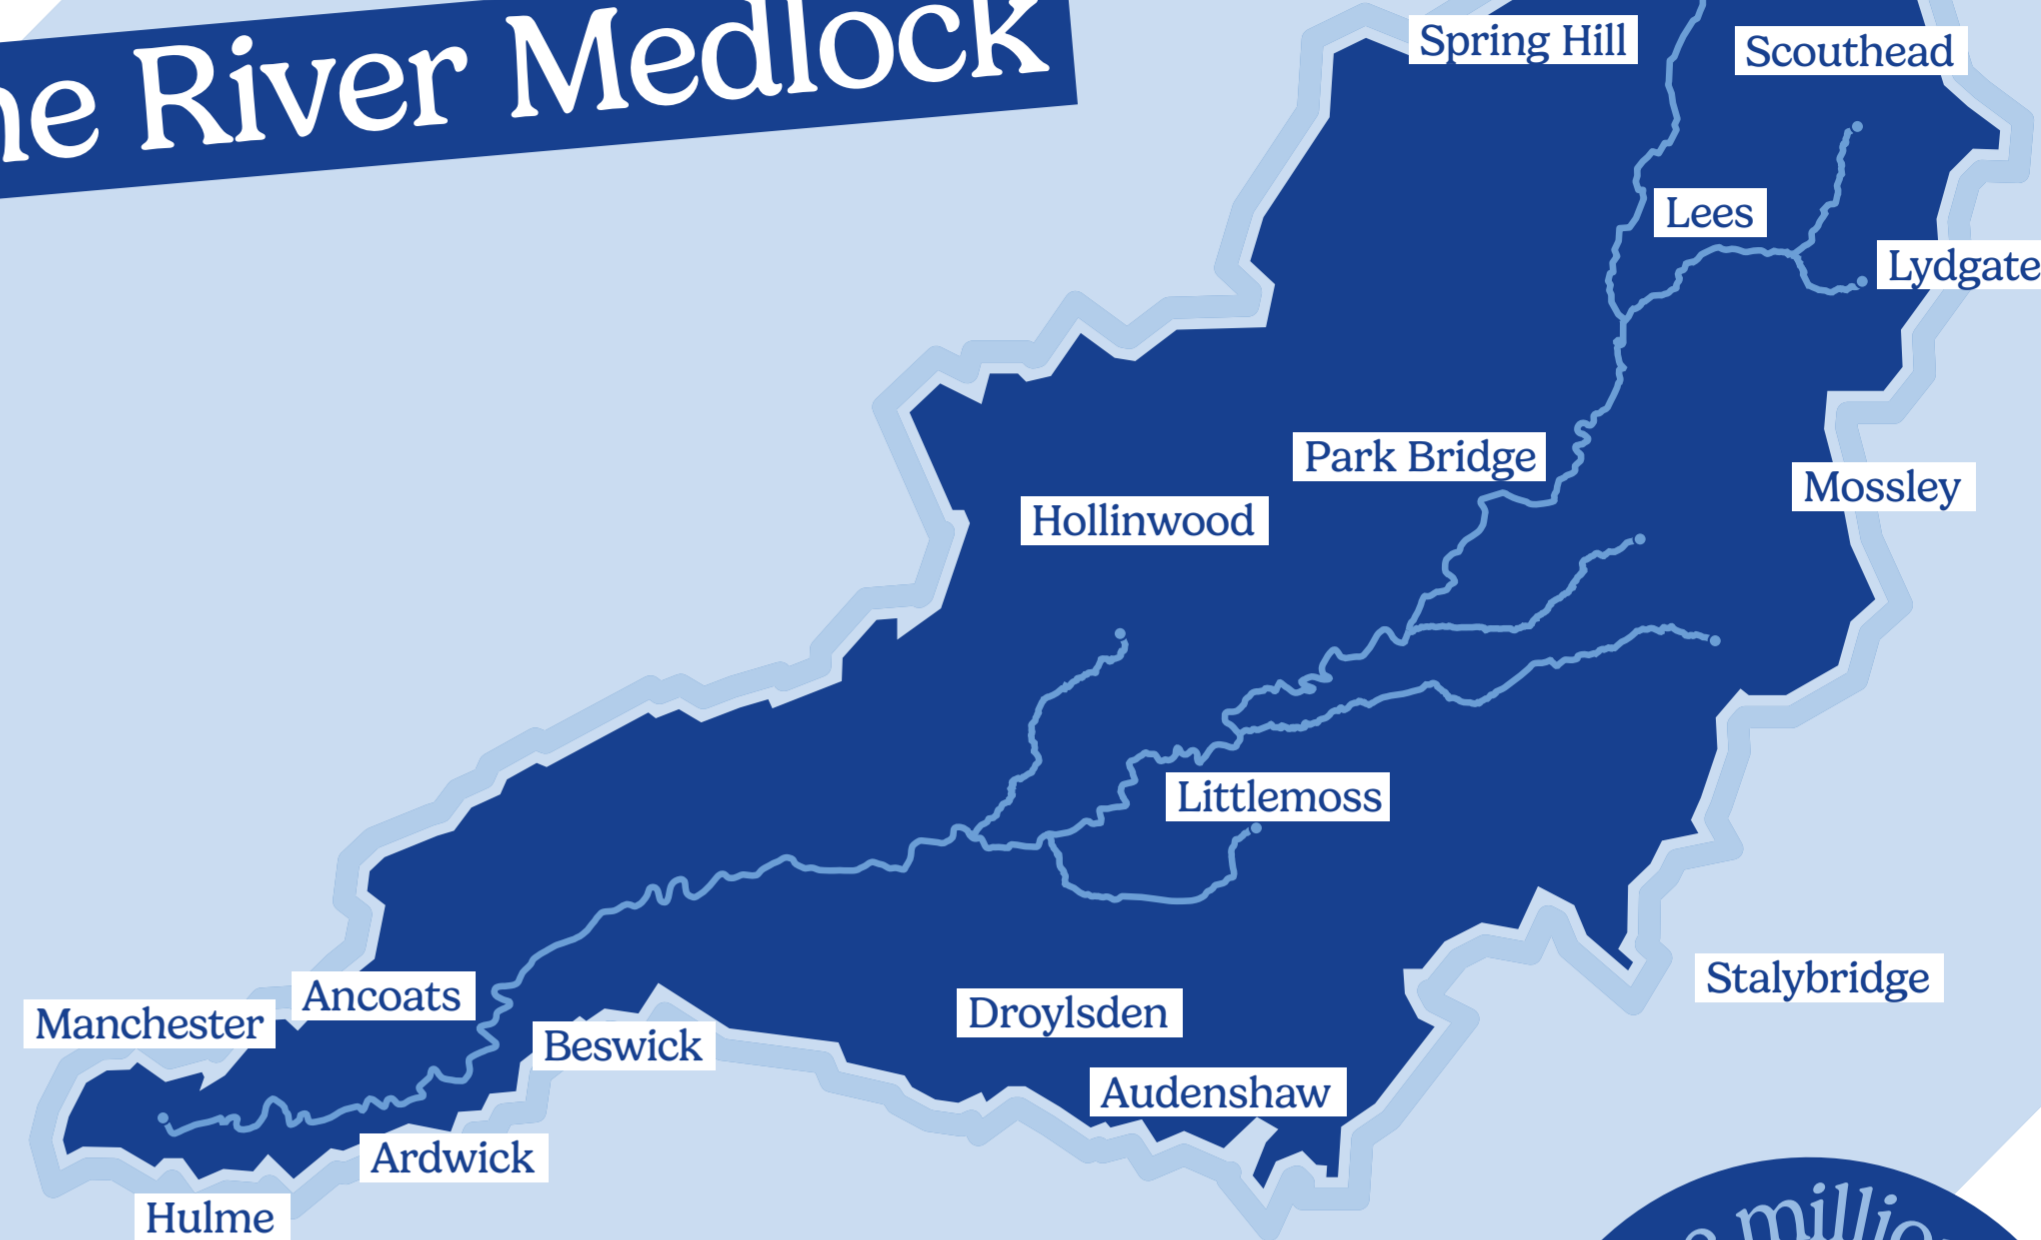 he River Medlock
Spring Hill
Scouthead
Lees
Lydgate
Park Bridge
Mossley
Hollinwood
Littlemoss
Stalybridge
Ancoats
Manchester
Droylsden
Beswick
Audenshaw
Ardwick
Hulme